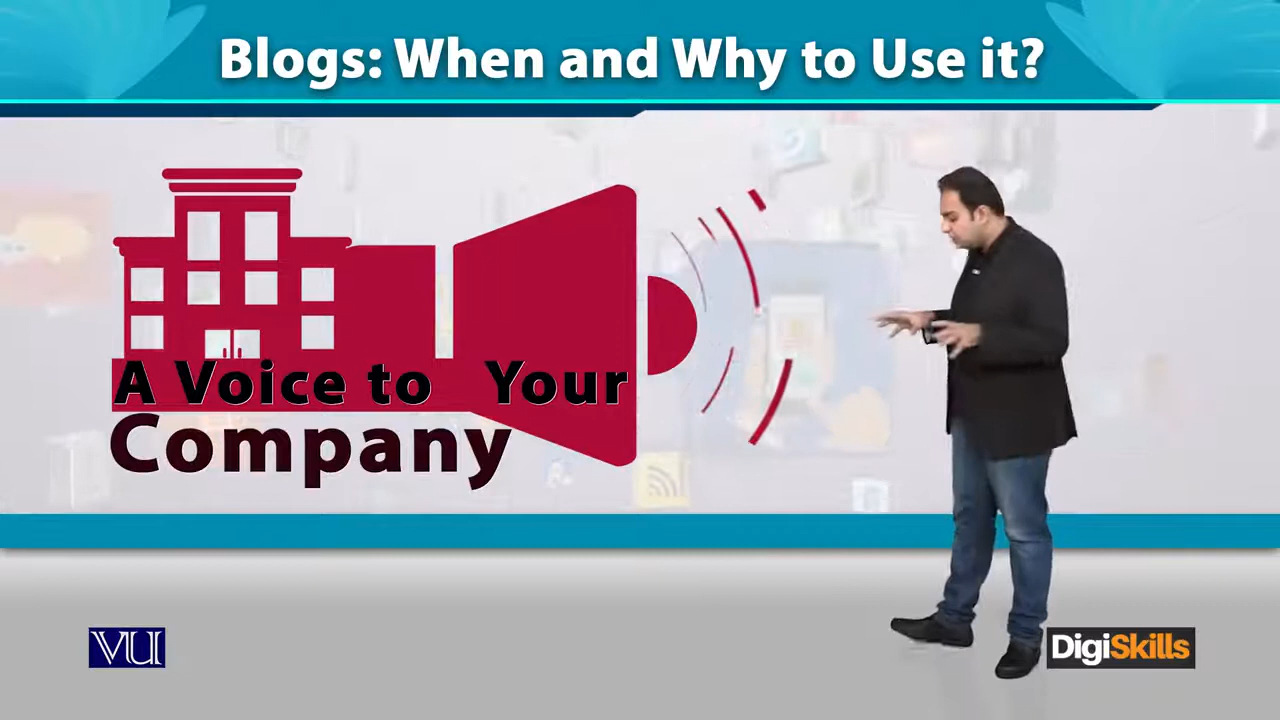 Blogs: When and Why to Use it?
A Voice to Your
Company
VU
DigiSkills